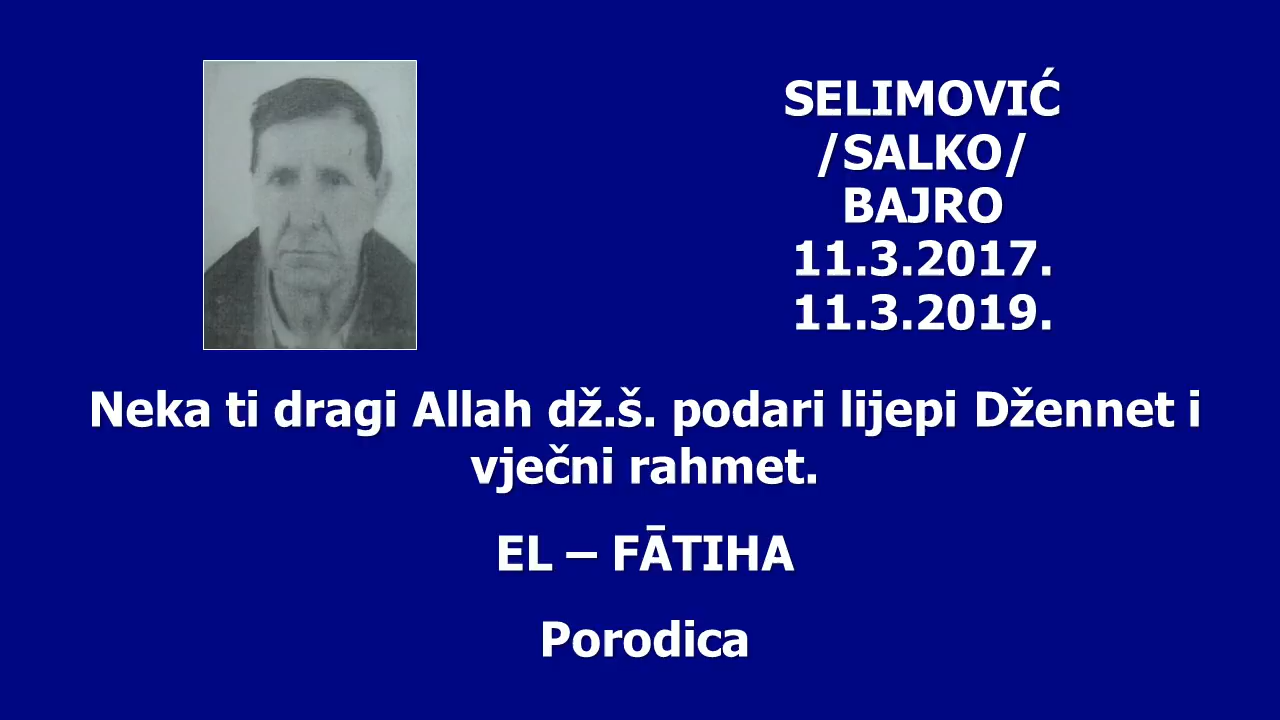 SELIMOVIĆ
/SALKO/
BAJRO
11.3.2017.
11.3.2019.
Neka ti dragi Allah dž.š. podari lijepi Džennet i
vječni rahmet.
EL – FĀTIHA
Porodica